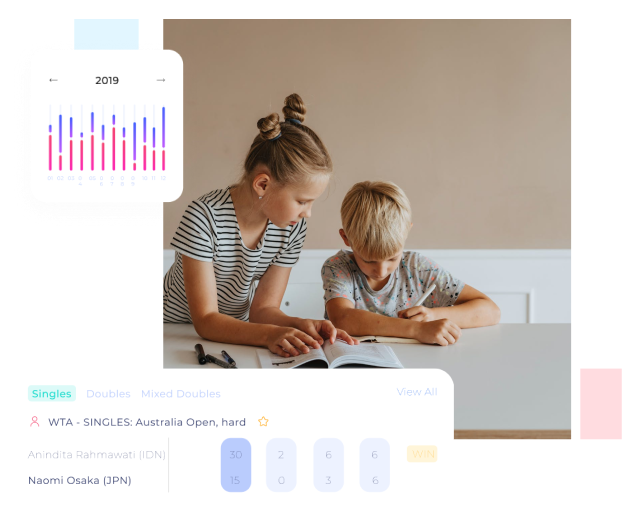 ← 2019 →
Singles Doubles Mixed Doubles View All
WTA - SINGLES: Australia Open, hard
Anindita Rahmawati (IDN) 30 2 6 6 WIN
Naomi Osaka (JPN) 15 0 3 6